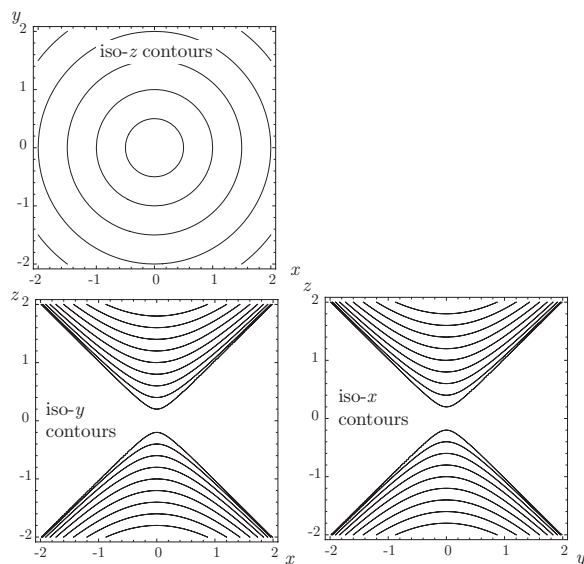 y
2
iso-z contours
1
0
-1
-2
-2 -1 0 1 2 x
z
2
1
iso-y
0
contours
-1
-2
-2 -1 0 1 2 x
z
2
1
iso-x
0
contours
-1
-2
-2 -1 0 1 2 y